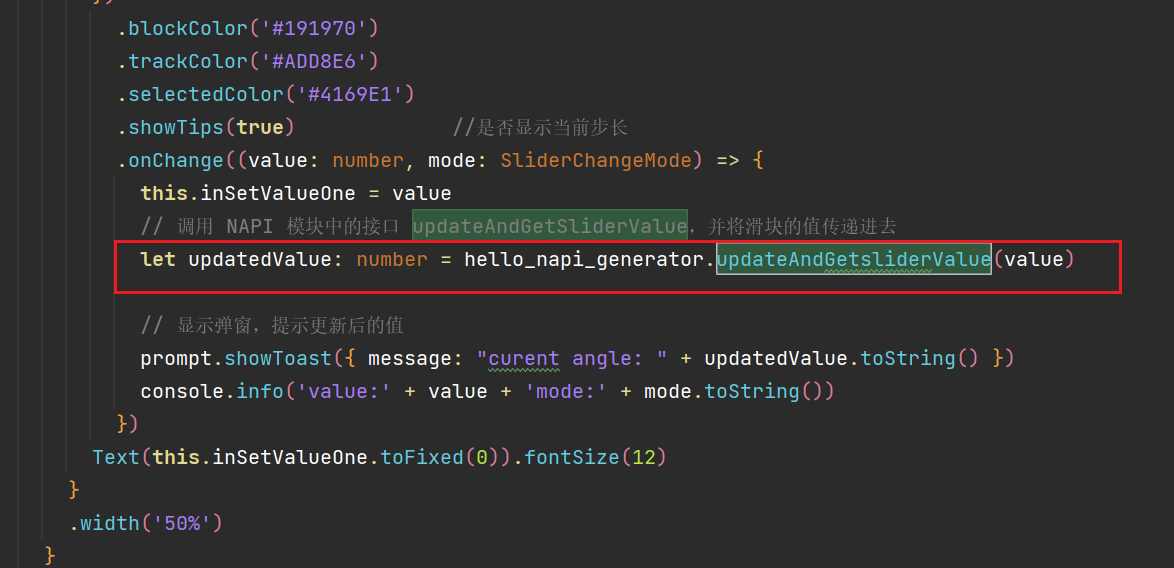 })
.blockColor('#191970')
.trackColor('#ADD8E6')
.selectedColor('#4169E1')
.showTips(true) //是否显示当前步长
.onChange((value: number, mode: SliderChangeMode) => {
this.inSetValueOne = value
// 调用 NAPI 模块中的接口 updateAndGetSliderValue，并将滑块的值传递进去
let updatedValue: number = hello_napi_generator.updateAndGetsliderValue(value)
// 显示弹窗，提示更新后的值
prompt.showToast({ message: "curent angle: " + updatedValue.toString() })
console.info('value:' + value + 'mode:' + mode.toString())
})
Text(this.inSetValueOne.toFixed(0)).fontSize(12)
}
.width('50%')
}